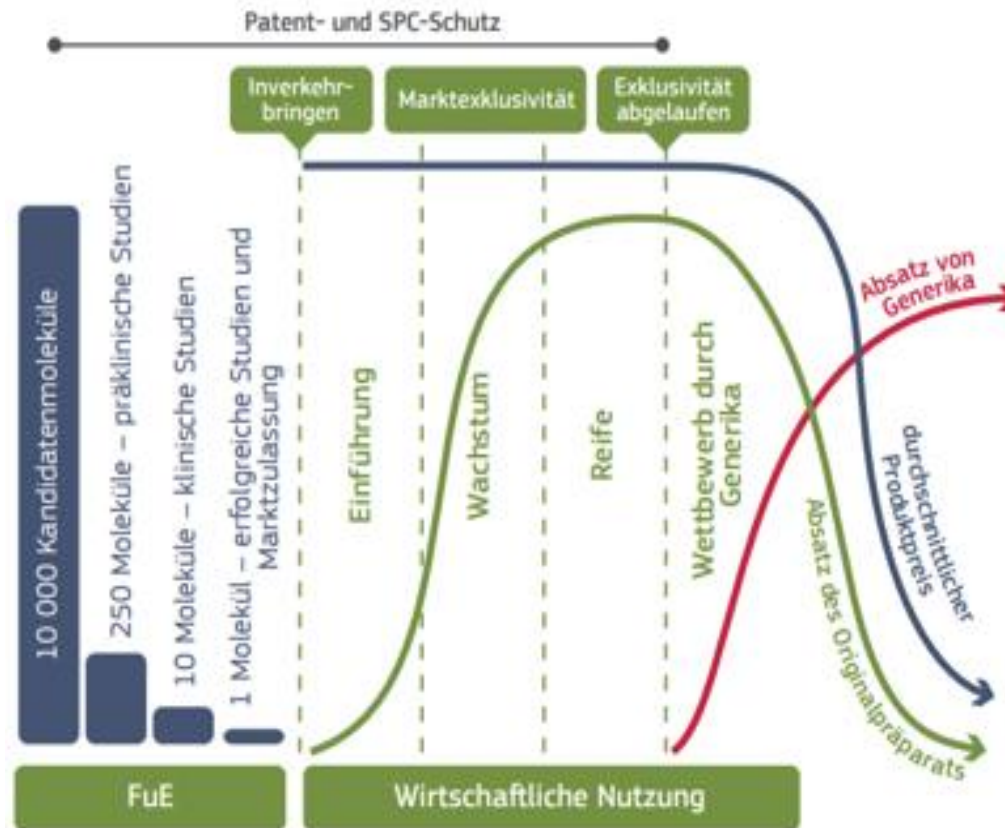 Patent- und SPC-Schutz
Inverkehr-
bringen
Marktexklusivität
Exklusivität
abgelaufen
10 000 Kandidatenmoleküle
250 Moleküle – präklinische Studien
10 Moleküle – klinische Studien
1 Molekül – erfolgreiche Studien und
Marktzulassung
Einführung
Wachstum
Reife
Wettbewerb durch
Generika
Absatz von
Generika
durchschnittlicher
Produktpreis
Absatz des Originalpräparats
FuE
Wirtschaftliche Nutzung